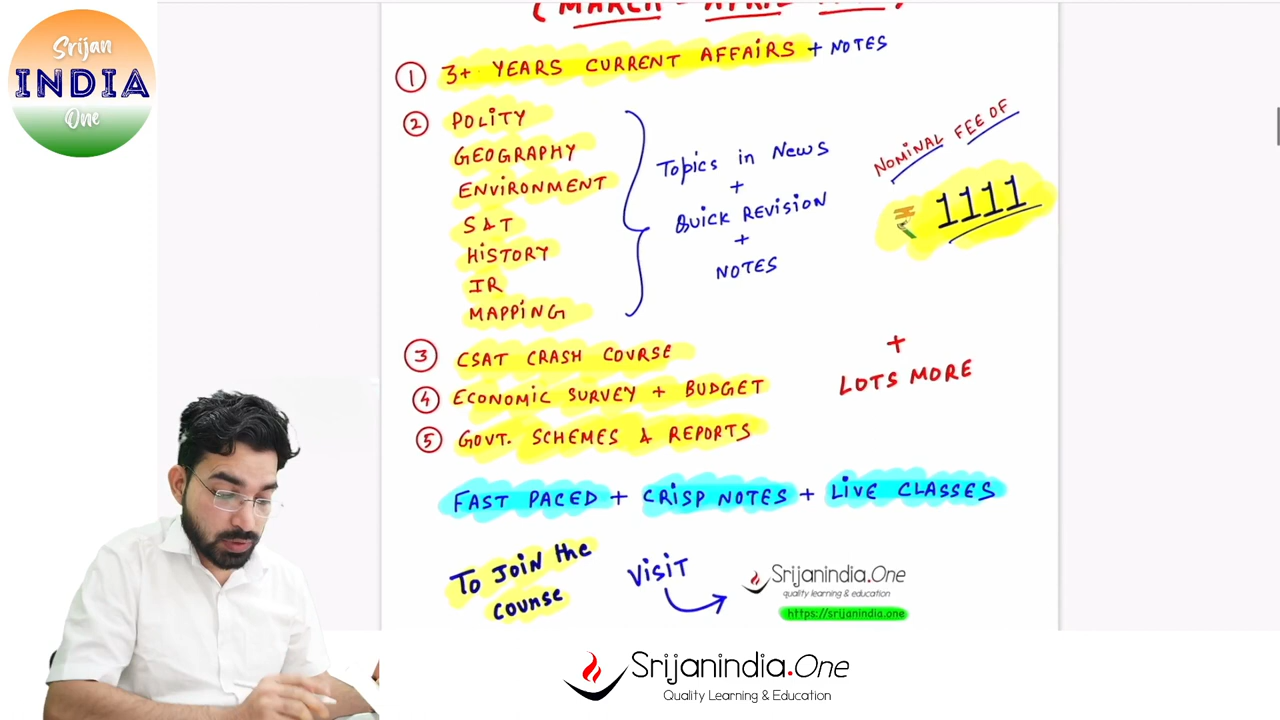 Srijan
INDIA
One
( MARCH - APRIL
① 3+ YEARS CURRENT AFFAIRS + NOTES
② POLITY
GEOGRAPHY
ENVIRONMENT
S & T
HISTORY
IR
MAPPING
Topics in News
+
QUICK REVISION
+
NOTES
NOMINAL FEE OF
₹ 1111
③ CSAT CRASH COURSE
④ ECONOMIC SURVEY + BUDGET
⑤ GOVT. SCHEMES & REPORTS
+
LOTS MORE
FAST PACED + CRISP NOTES + LIVE CLASSES
To JOIN the
course
VISIT
Srijanindia.One
quality learning & education
https://srijanindia.one
Srijanindia.One
Quality Learning & Education